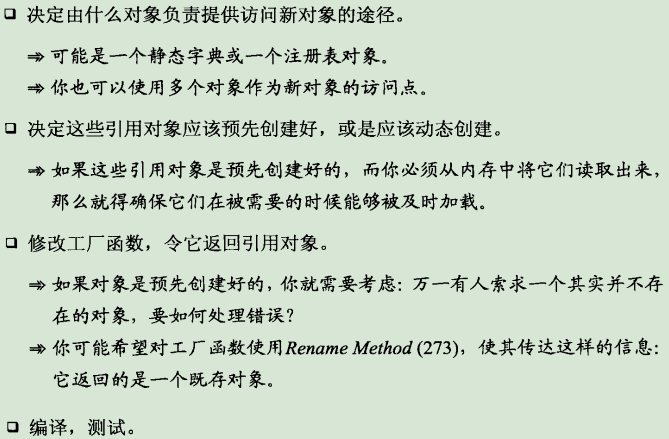 决定由什么对象负责提供访问新对象的途径。
⇒ 可能是一个静态字典或一个注册表对象。
⇒ 你也可以使用多个对象作为新对象的访问点。
决定这些引用对象应该预先创建好，或是应该动态创建。
⇒ 如果这些引用对象是预先创建好的，而你必须从内存中将它们读取出来，
那么就得确保它们在被需要的时候能够被及时加载。
修改工厂函数，令它返回引用对象。
⇒ 如果对象是预先创建好的，你就需要考虑：万一有人索求一个其实并不存
在的对象，要如何处理错误？
⇒ 你可能希望对工厂函数使用Rename Method (273)，使其传达这样的信息：
它返回的是一个既存对象。
编译，测试。